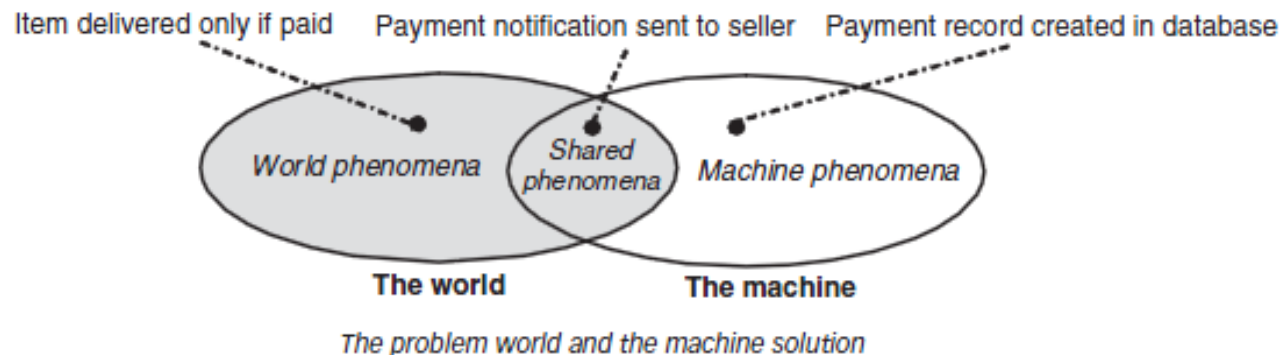 Item delivered only if paid
Payment notification sent to seller
Payment record created in database
World phenomena
Shared
phenomena
Machine phenomena
The world
The machine
The problem world and the machine solution